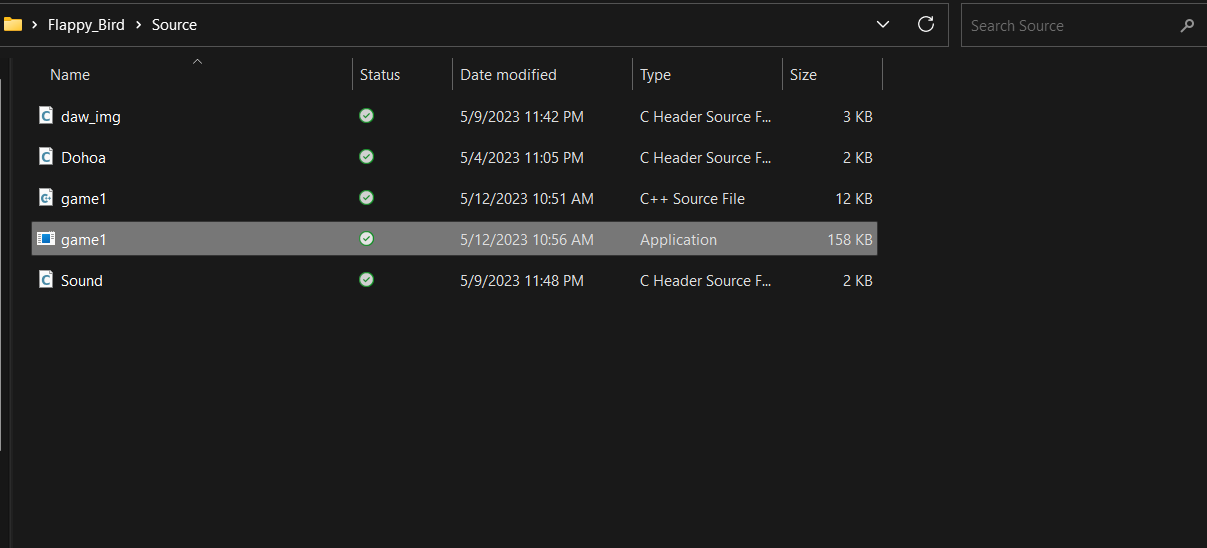 Flappy_Bird Source Search Source
Name Status Date modified Type Size
daw_img 5/9/2023 11:42 PM C Header Source F... 3 KB
Dohoa 5/4/2023 11:05 PM C Header Source F... 2 KB
game1 5/12/2023 10:51 AM C++ Source File 12 KB
game1 5/12/2023 10:56 AM Application 158 KB
Sound 5/9/2023 11:48 PM C Header Source F... 2 KB